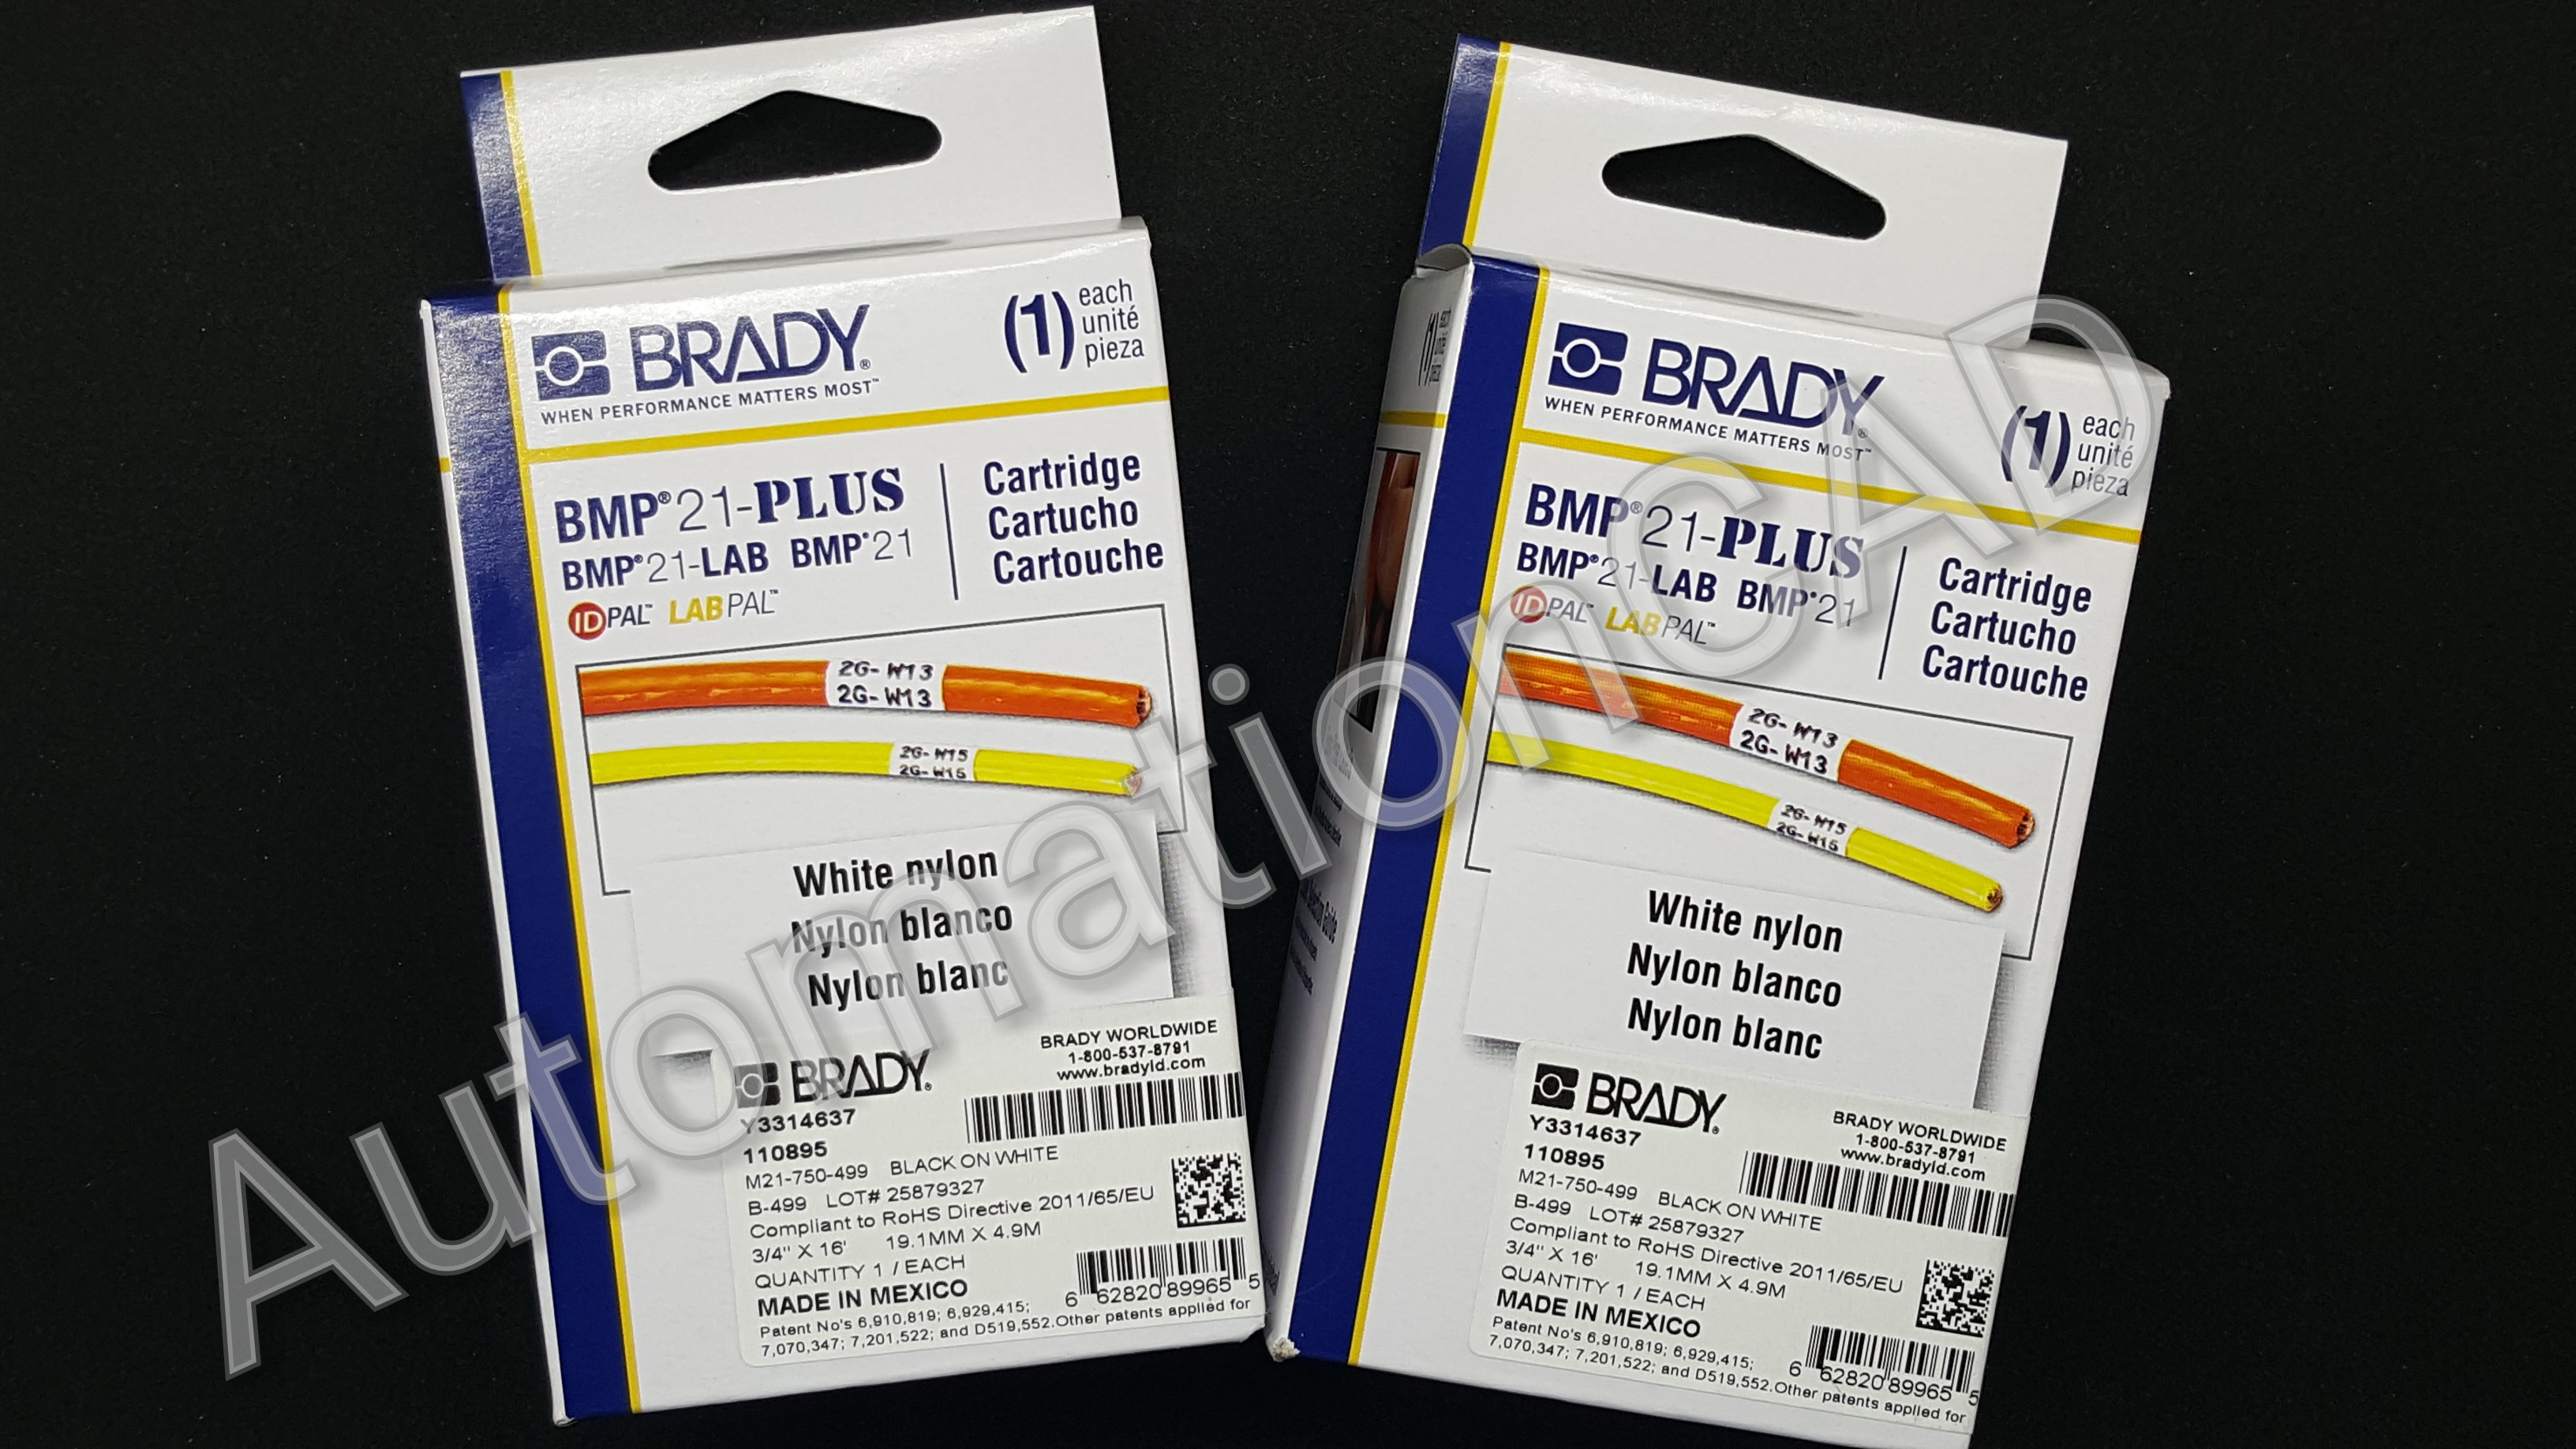 BRADY®
WHEN PERFORMANCE MATTERS MOST™
(1) each
unité
pieza
BMP®21-PLUS
BMP®21-LAB BMP®21
IDPAL™ LABPAL™
Cartridge
Cartucho
Cartouche
2G- W13
2G- W13
2G- W15
2G- W15
White nylon
Nylon blanco
Nylon blanc
BRADY®
BRADY WORLDWIDE
1-800-537-8791
www.bradyid.com
Y3314637
110895
M21-750-499 BLACK ON WHITE
B-499 LOT# 25879327
Compliant to RoHS Directive 2011/65/EU
3/4" X 16' 19.1MM X 4.9M
QUANTITY 1 / EACH
MADE IN MEXICO
6 62820 89965 5
Patent No's 6,910,819; 6,929,415;
7,070,347; 7,201,522; and D519,552.Other patents applied for
BRADY®
WHEN PERFORMANCE MATTERS MOST™
(1) each
unité
pieza
BMP®21-PLUS
BMP®21-LAB BMP®21
IDPAL™ LABPAL™
Cartridge
Cartucho
Cartouche
2G- W13
2G- W13
2G- W15
2G- W15
White nylon
Nylon blanco
Nylon blanc
BRADY®
BRADY WORLDWIDE
1-800-537-8791
www.bradyid.com
Y3314637
110895
M21-750-499 BLACK ON WHITE
B-499 LOT# 25879327
Compliant to RoHS Directive 2011/65/EU
3/4" X 16' 19.1MM X 4.9M
QUANTITY 1 / EACH
MADE IN MEXICO
6 62820 89965 5
Patent No's 6,910,819; 6,929,415;
7,070,347; 7,201,522; and D519,552.Other patents applied for
AutomationCAD